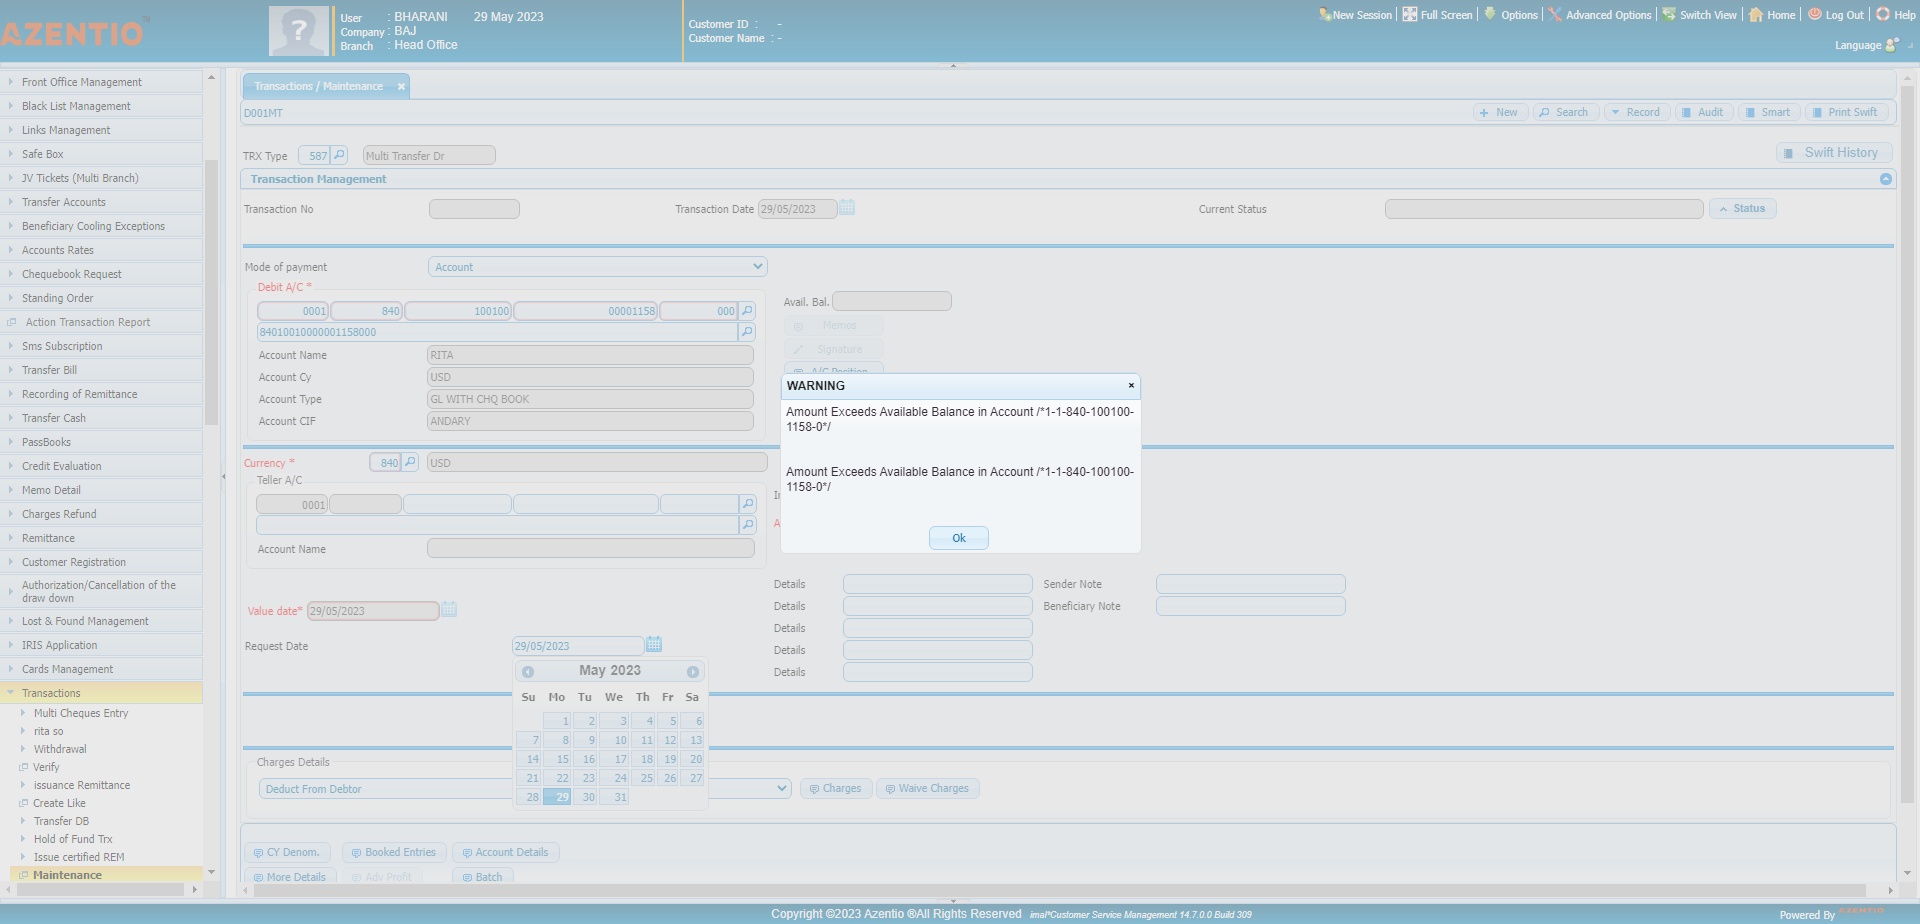 AZENTIO
TM
User : BHARANI 29 May 2023
Company : BAJ
Branch : Head Office
Customer ID : -
Customer Name : -
New Session
Full Screen
Options
Advanced Options
Switch View
Home
Log Out
Help
Language
Front Office Management
Black List Management
Links Management
Safe Box
JV Tickets (Multi Branch)
Transfer Accounts
Beneficiary Cooling Exceptions
Accounts Rates
Chequebook Request
Standing Order
Action Transaction Report
Sms Subscription
Transfer Bill
Recording of Remittance
Transfer Cash
PassBooks
Credit Evaluation
Memo Detail
Charges Refund
Remittance
Customer Registration
Authorization/Cancellation of the
draw down
Lost & Found Management
IRIS Application
Cards Management
Transactions
Multi Cheques Entry
rita so
Withdrawal
Verify
issuance Remittance
Create Like
Transfer DB
Hold of Fund Trx
Issue certified REM
Maintenance
Transactions / Maintenance
D001MT
New
Search
Record
Audit
Smart
Print Swift
TRX Type 587 Multi Transfer Dr
Swift History
Transaction Management
Transaction No
Transaction Date 29/05/2023
Current Status
Status
Mode of payment Account
Debit A/C *
0001 840 100100 00001158 000
84010010000001158000
Account Name RITA
Account Cy USD
Account Type GL WITH CHQ BOOK
Account CIF ANDARY
Avail. Bal.
Memos
Signature
A/C Position
Currency * 840 USD
Teller A/C
0001
Account Name
WARNING
Amount Exceeds Available Balance in Account /*1-1-840-100100-
1158-0*/
Amount Exceeds Available Balance in Account /*1-1-840-100100-
1158-0*/
Ok
Value date* 29/05/2023
Request Date 29/05/2023
Details
Details
Details
Details
Details
Sender Note
Beneficiary Note
May 2023
Su Mo Tu We Th Fr Sa
1 2 3 4 5 6
7 8 9 10 11 12 13
14 15 16 17 18 19 20
21 22 23 24 25 26 27
28 29 30 31
Charges Details
Deduct From Debtor
Charges
Waive Charges
CY Denom.
Booked Entries
Account Details
More Details
Adv Profit
Batch
Copyright ©2023 Azentio ®All Rights Reserved imal*Customer Service Management 14.7.0.0 Build 309
Powered By AZENTIO